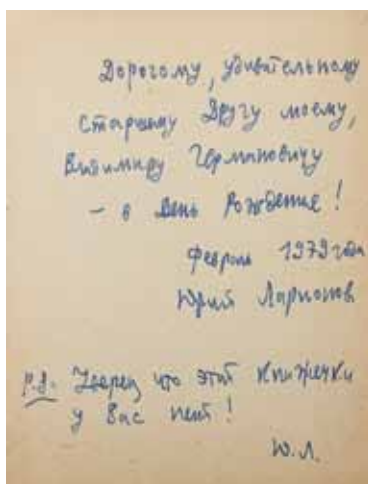 Дорогому, удивительному
старшему Другу моему,
Владимиру Германовичу
– в День Рождения!
Февраль 1979 года
Юрий Ларионов
P.S. Уверен что этой книжечки
у Вас нет!
Ю.Л.